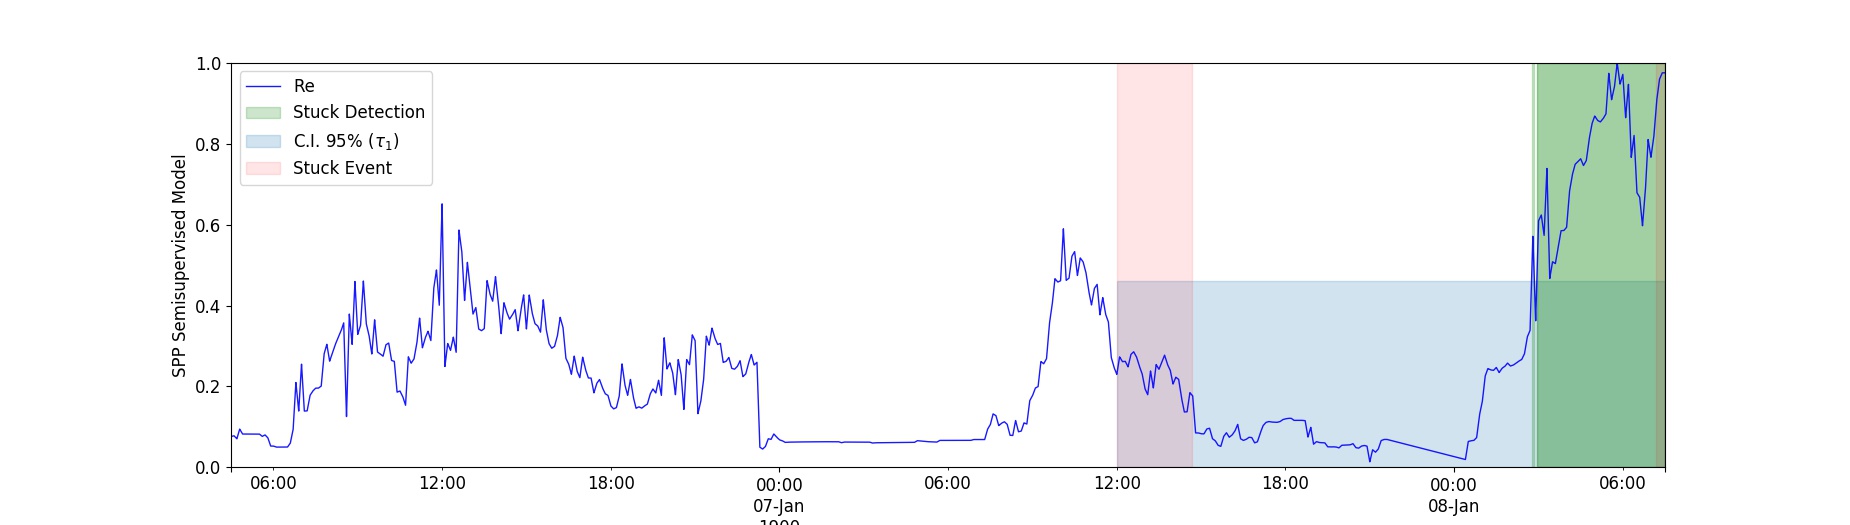 1.0
0.8
0.6
0.4
0.2
0.0
SPP Semisupervised Model
Re
Stuck Detection
C.I. 95% (τ₁)
Stuck Event
06:00 12:00 18:00 00:00 06:00 12:00 18:00 00:00 06:00
07-Jan 08-Jan
1900